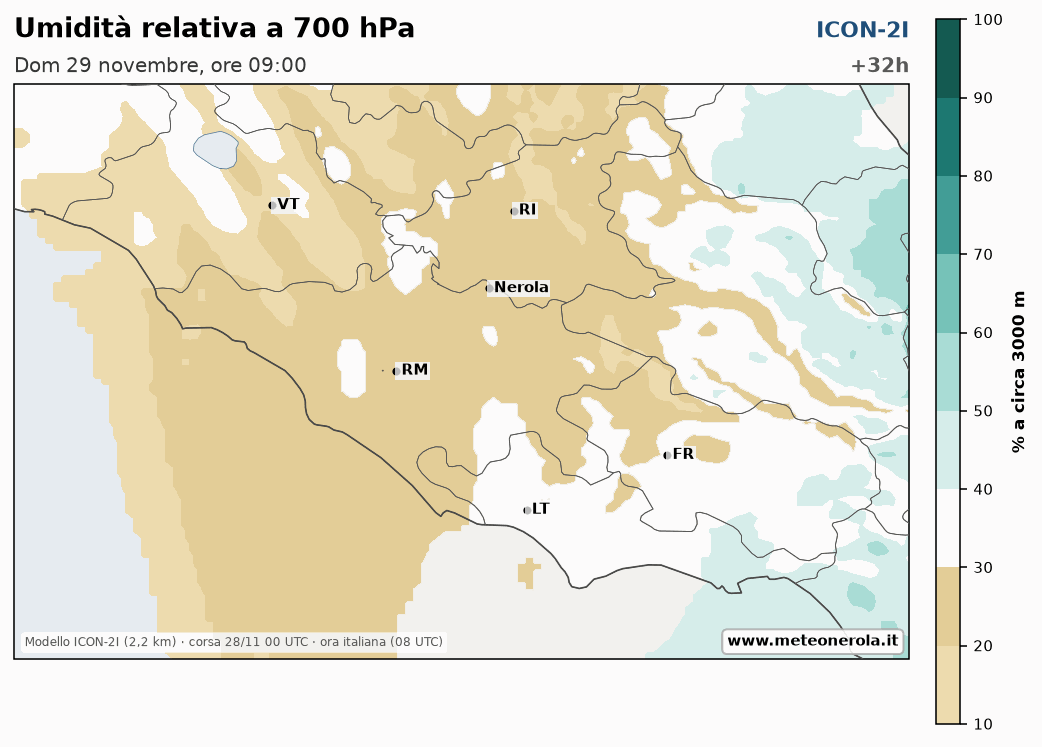 Umidità relativa a 700 hPa
ICON-2I
Dom 29 novembre, ore 09:00
+32h
100
90
80
70
60
50
40
30
20
10
% a circa 3000 m
VT
RI
Nerola
RM
FR
LT
Modello ICON-2I (2,2 km) · corsa 28/11 00 UTC · ora italiana (08 UTC)
www.meteonerola.it